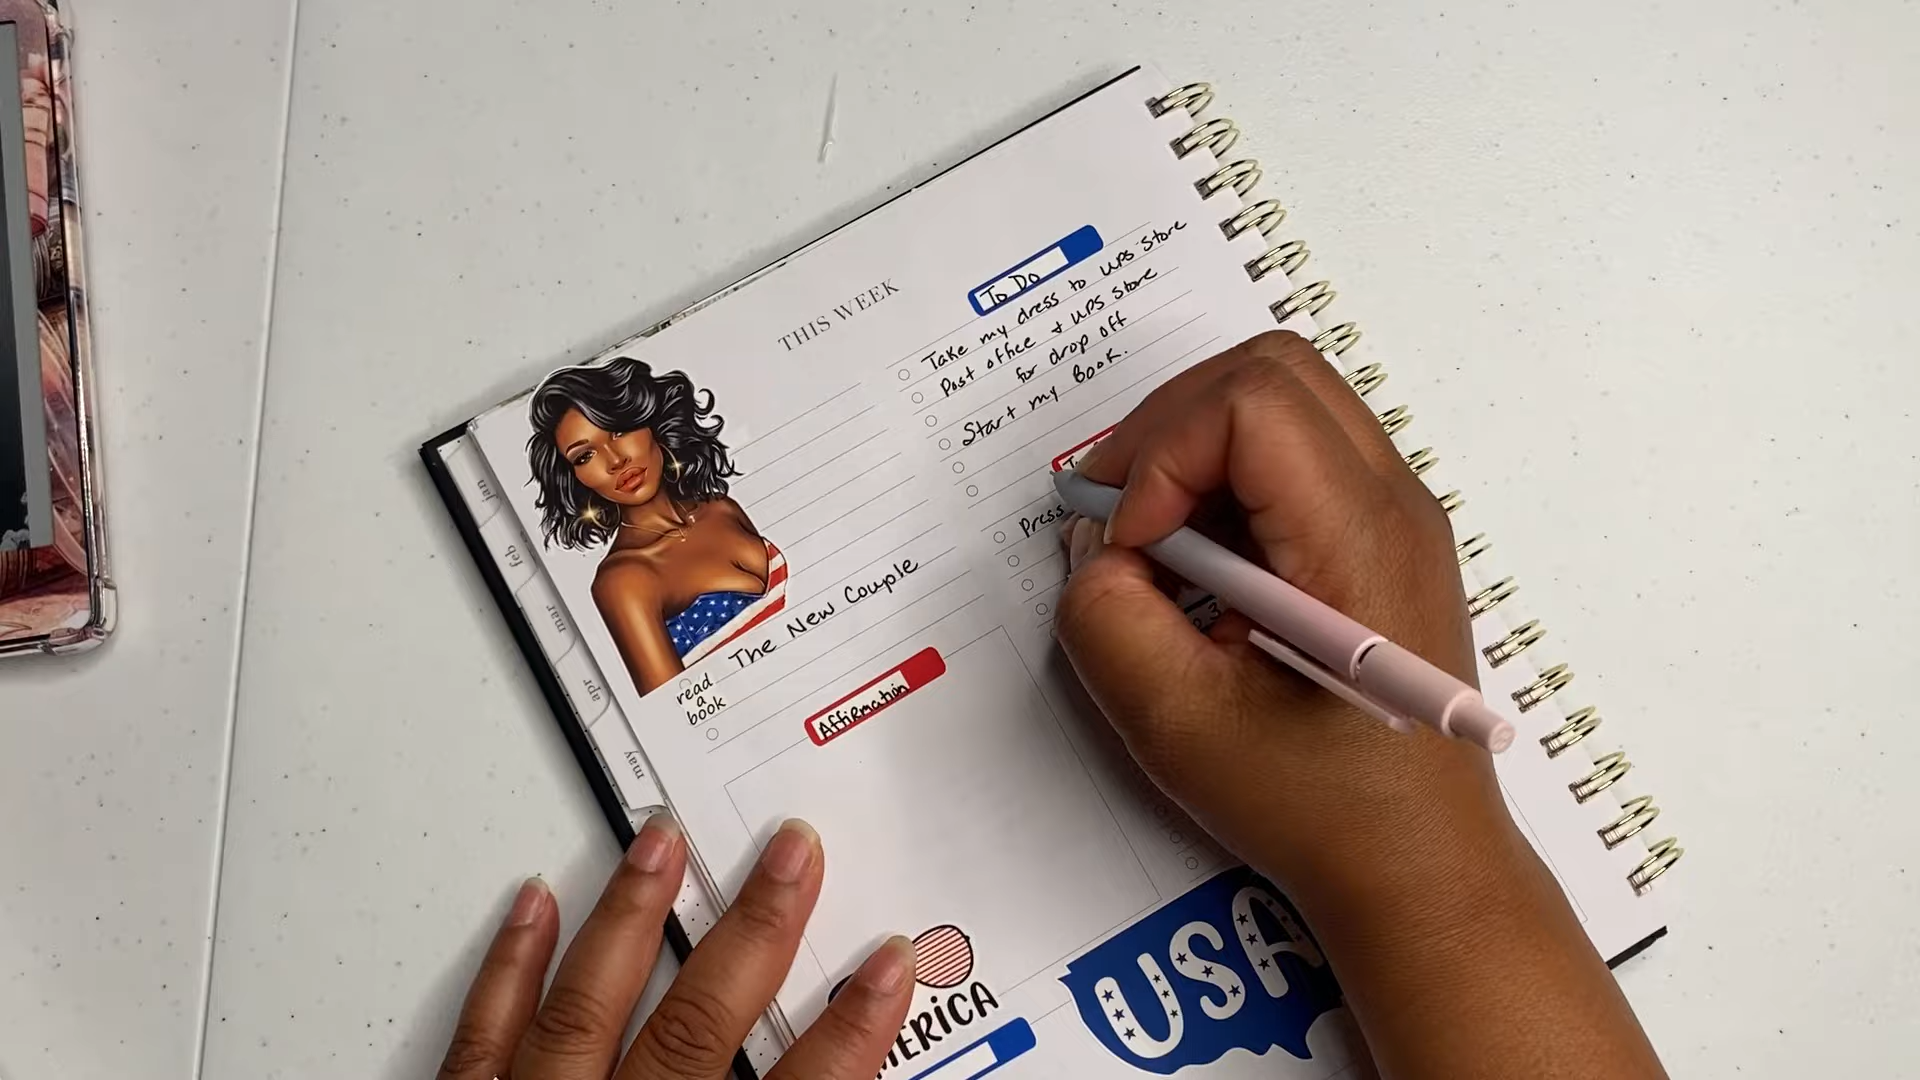 THIS WEEK
To Do
Take my dress to UPS Store
Post office & UPS Store
for drop off
Start my Book.
Press
The New Couple
read
a
book
Affirmation
jan
feb
mar
apr
may
MERICA
USA